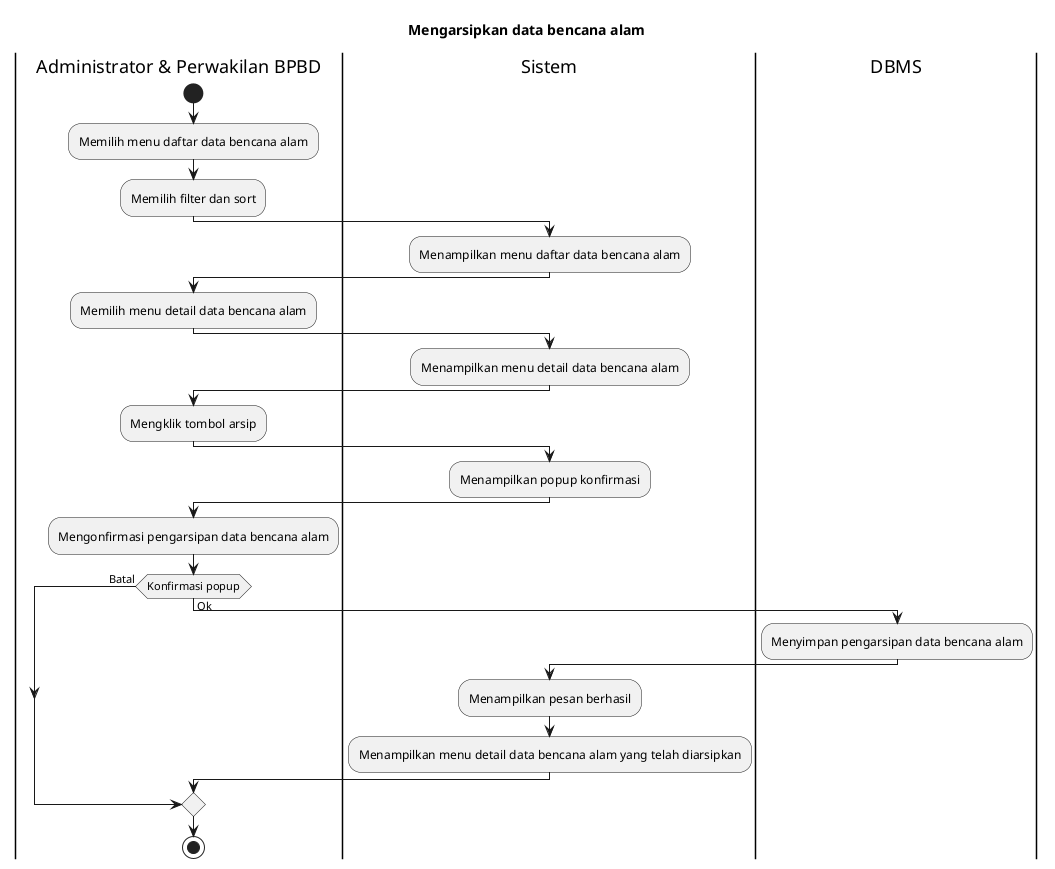 Mengarsipkan data bencana alam
Administrator & Perwakilan BPBD
Sistem
DBMS
Memilih menu daftar data bencana alam
Memilih filter dan sort
Menampilkan menu daftar data bencana alam
Memilih menu detail data bencana alam
Menampilkan menu detail data bencana alam
Mengklik tombol arsip
Menampilkan popup konfirmasi
Mengonfirmasi pengarsipan data bencana alam
Batal
Konfirmasi popup
Ok
Menyimpan pengarsipan data bencana alam
Menampilkan pesan berhasil
Menampilkan menu detail data bencana alam yang telah diarsipkan